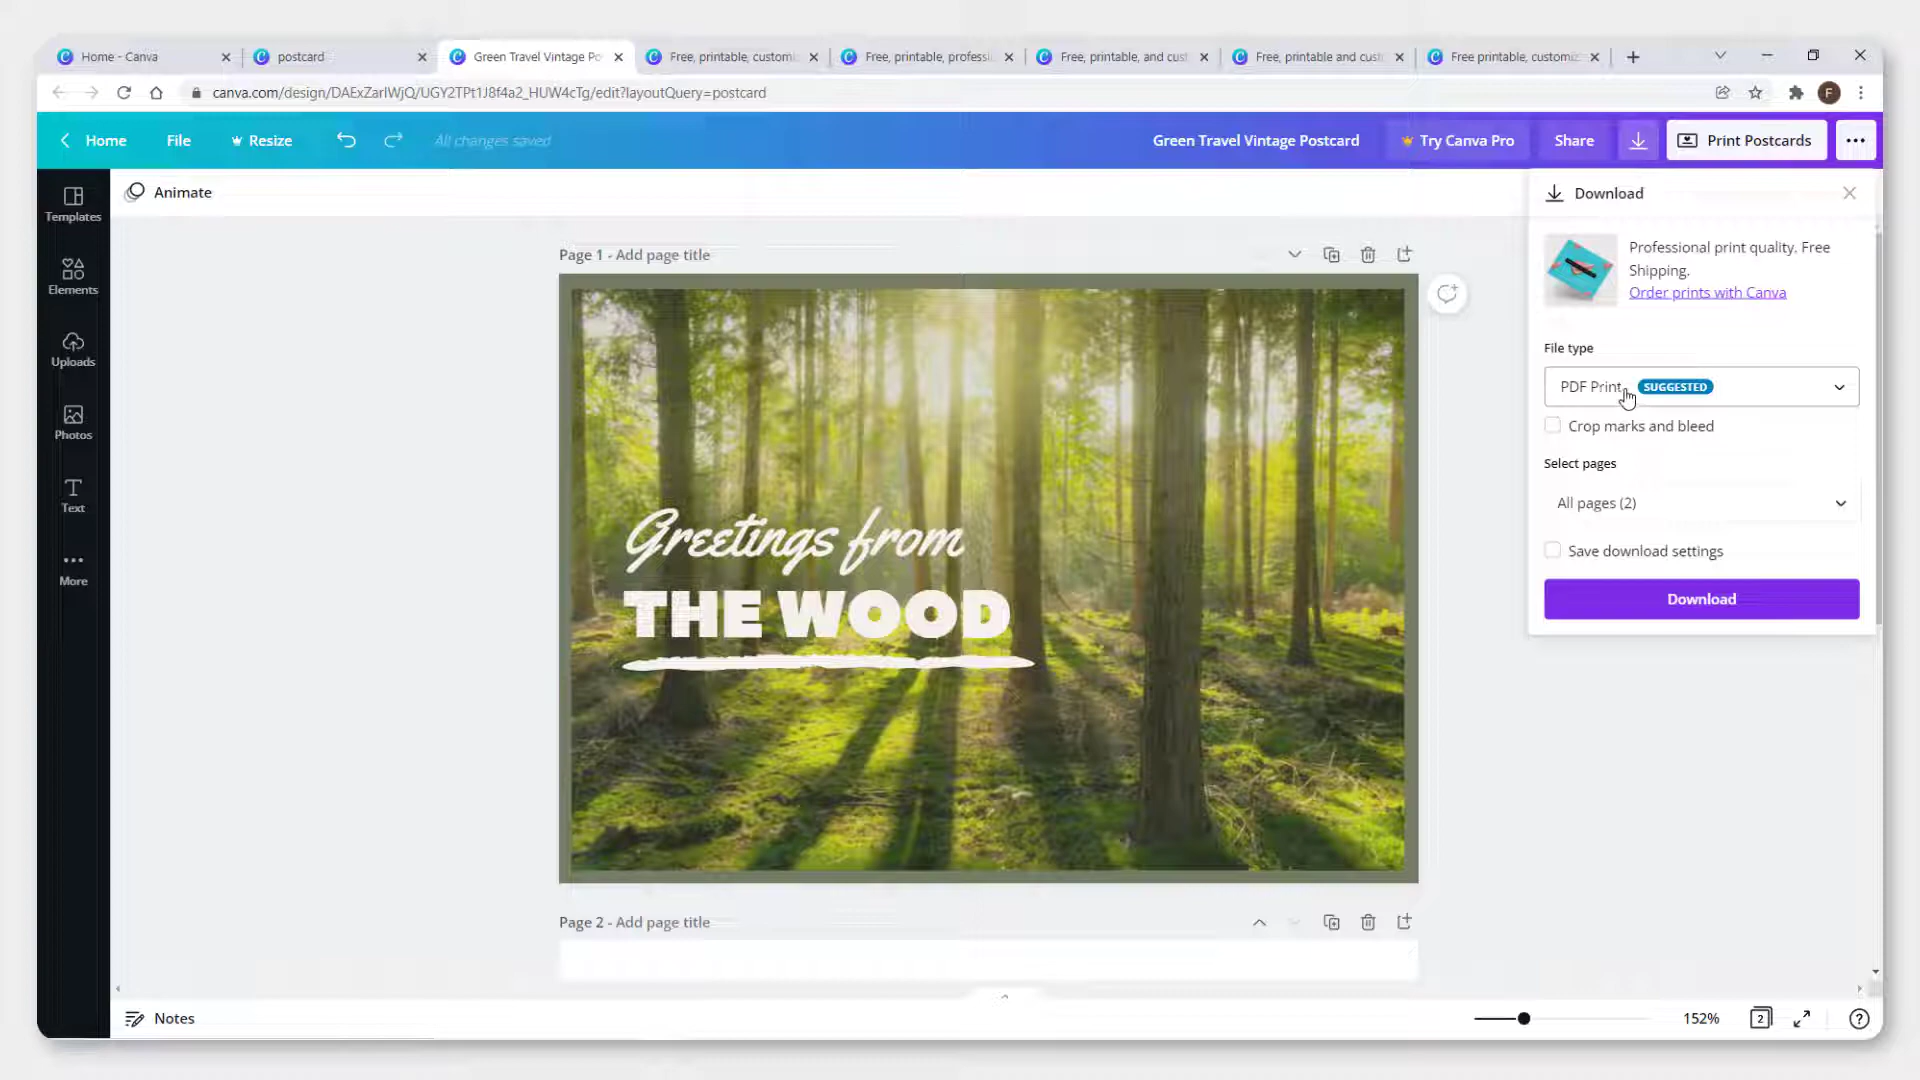 Home - Canva
postcard
Green Travel Vintage Po
Free, printable, customi
Free, printable, professi
Free, printable, and cust
Free, printable and cust
Free printable, customiz
canva.com/design/DAExZarlWjQ/UGY2TPt1J8f4a2_HUW4cTg/edit?layoutQuery=postcard
F
Home
File
Resize
All changes saved
Green Travel Vintage Postcard
Try Canva Pro
Share
Print Postcards
Templates
Elements
Uploads
Photos
Text
More
Animate
Page 1 - Add page title
Greetings from
THE WOOD
Page 2 - Add page title
Download
Professional print quality. Free
Shipping.
Order prints with Canva
File type
PDF Print SUGGESTED
Crop marks and bleed
Select pages
All pages (2)
Save download settings
Download
Notes
152%
2
?